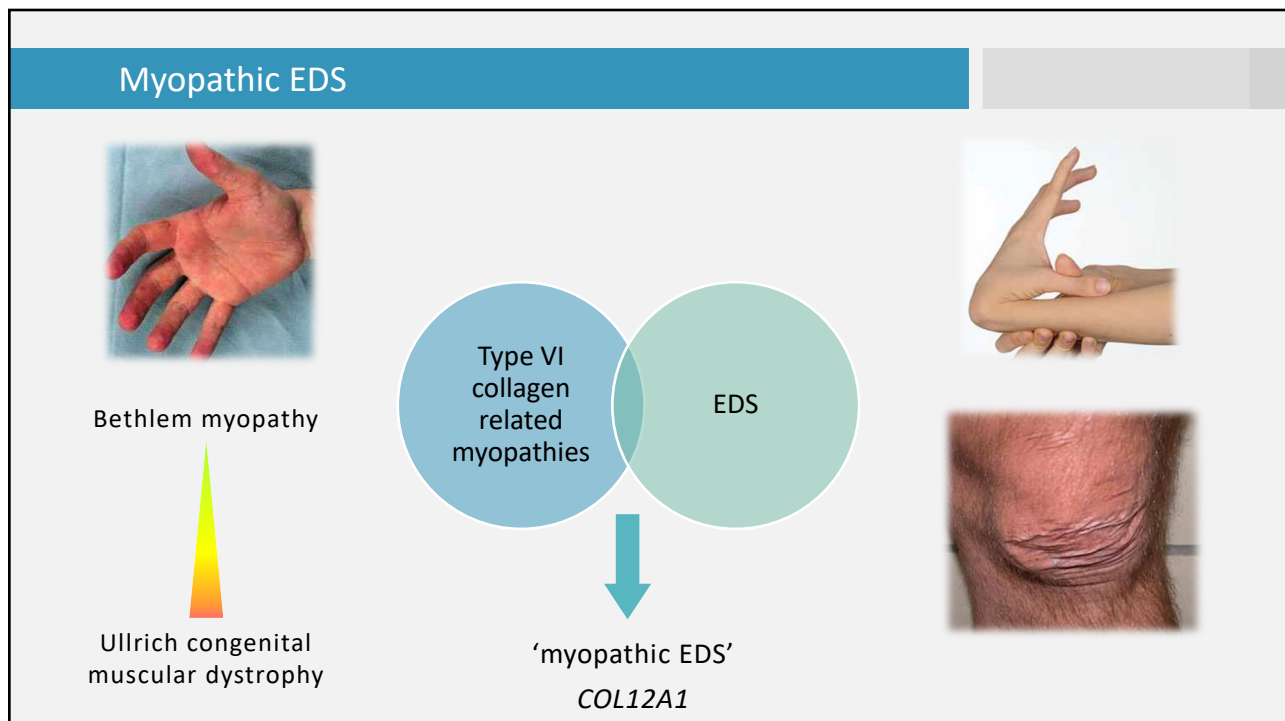 Myopathic EDS
Bethlem myopathy
Ullrich congenital
muscular dystrophy
Type VI
collagen
related
myopathies
EDS
‘myopathic EDS’
COL12A1